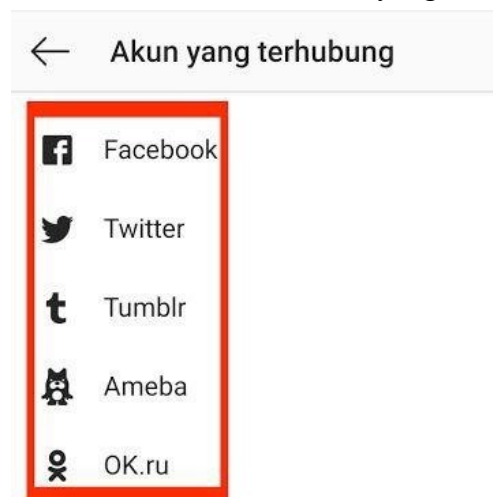 Akun yang terhubung
Facebook
Twitter
Tumblr
Ameba
OK.ru